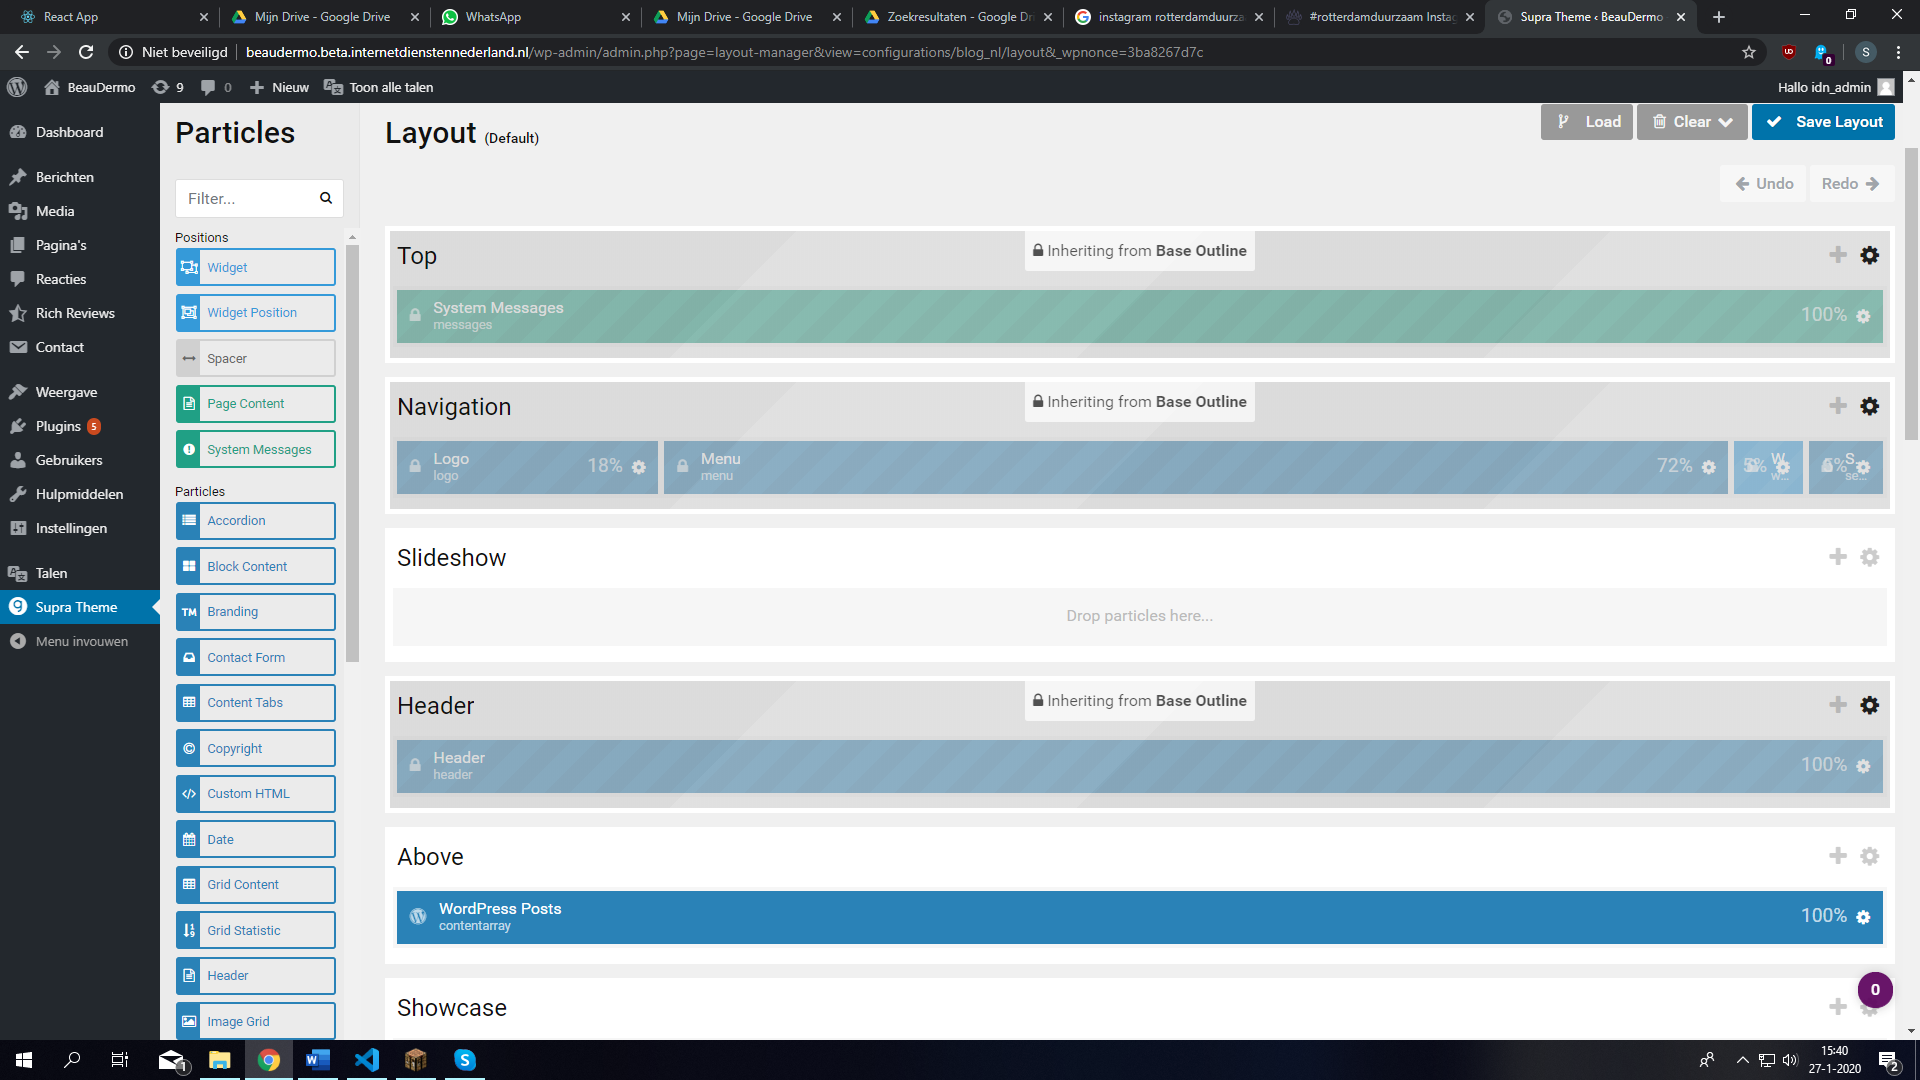 React App
Mijn Drive - Google Drive
WhatsApp
Mijn Drive - Google Drive
Zoekresultaten - Google Dr
instagram rotterdamduurza
#rotterdamduurzaam Insta
Supra Theme ‹ BeauDermo
Niet beveiligd
beaudermo.beta.internetdienstennederland.nl/wp-admin/admin.php?page=layout-manager&view=configurations/blog_nl/layout&_wpnonce=3ba8267d7c
S
0
BeauDermo
9
0
Nieuw
Toon alle talen
Hallo idn_admin
Dashboard
Berichten
Media
Pagina's
Reacties
Rich Reviews
Contact
Weergave
Plugins 5
Gebruikers
Hulpmiddelen
Instellingen
Talen
Supra Theme
Menu invouwen
Particles
Filter...
Positions
Widget
Widget Position
Spacer
Page Content
System Messages
Particles
Accordion
Block Content
TM Branding
Contact Form
Content Tabs
Copyright
Custom HTML
Date
Grid Content
Grid Statistic
Header
Image Grid
Layout (Default)
Load
Clear
Save Layout
Undo
Redo
Top
Inheriting from Base Outline
System Messages
messages
100%
Navigation
Inheriting from Base Outline
Logo
logo
18%
Menu
menu
72%
W...
w...
5%
S...
se...
5%
Slideshow
Drop particles here...
Header
Inheriting from Base Outline
Header
header
100%
Above
WordPress Posts
contentarray
100%
Showcase
0
1
15:40
27-1-2020
2